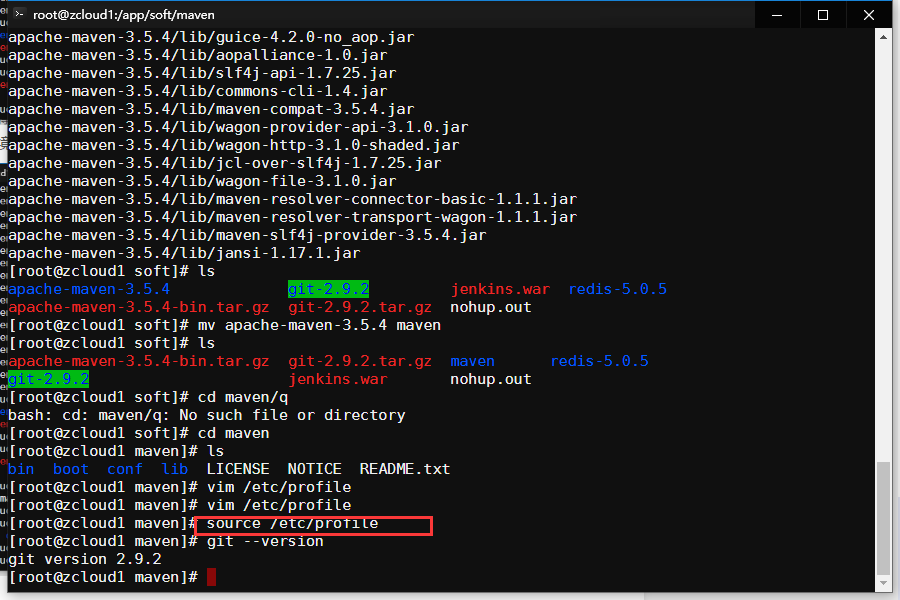 root@zcloud1:/app/soft/maven
apache-maven-3.5.4/lib/guice-4.2.0-no_aop.jar
apache-maven-3.5.4/lib/aopalliance-1.0.jar
apache-maven-3.5.4/lib/slf4j-api-1.7.25.jar
apache-maven-3.5.4/lib/commons-cli-1.4.jar
apache-maven-3.5.4/lib/maven-compat-3.5.4.jar
apache-maven-3.5.4/lib/wagon-provider-api-3.1.0.jar
apache-maven-3.5.4/lib/wagon-http-3.1.0-shaded.jar
apache-maven-3.5.4/lib/jcl-over-slf4j-1.7.25.jar
apache-maven-3.5.4/lib/wagon-file-3.1.0.jar
apache-maven-3.5.4/lib/maven-resolver-connector-basic-1.1.1.jar
apache-maven-3.5.4/lib/maven-resolver-transport-wagon-1.1.1.jar
apache-maven-3.5.4/lib/maven-slf4j-provider-3.5.4.jar
apache-maven-3.5.4/lib/jansi-1.17.1.jar
[root@zcloud1 soft]# ls
apache-maven-3.5.4 git-2.9.2 jenkins.war redis-5.0.5
apache-maven-3.5.4-bin.tar.gz git-2.9.2.tar.gz nohup.out
[root@zcloud1 soft]# mv apache-maven-3.5.4 maven
[root@zcloud1 soft]# ls
apache-maven-3.5.4-bin.tar.gz git-2.9.2.tar.gz maven redis-5.0.5
git-2.9.2 jenkins.war nohup.out
[root@zcloud1 soft]# cd maven/q
bash: cd: maven/q: No such file or directory
[root@zcloud1 soft]# cd maven
[root@zcloud1 maven]# ls
bin boot conf lib LICENSE NOTICE README.txt
[root@zcloud1 maven]# vim /etc/profile
[root@zcloud1 maven]# vim /etc/profile
[root@zcloud1 maven]# source /etc/profile
[root@zcloud1 maven]# git --version
git version 2.9.2
[root@zcloud1 maven]#